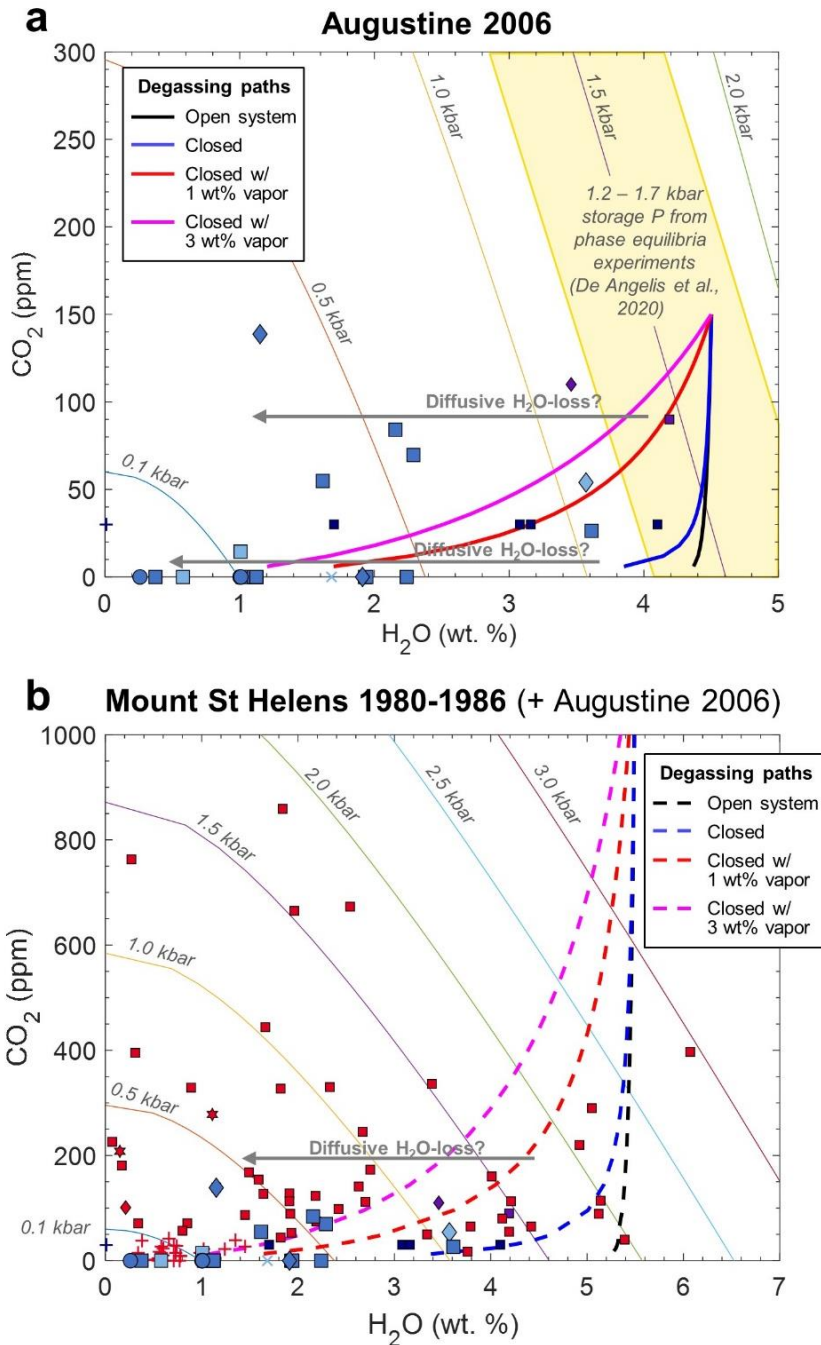 a
Augustine 2006
300
250
200
150
100
50
0
CO2 (ppm)
Degassing paths
Open system
Closed
Closed w/
1 wt% vapor
Closed w/
3 wt% vapor
1.0 kbar
1.5 kbar
2.0 kbar
1.2 – 1.7 kbar
storage P from
phase equilibria
experiments
(De Angelis et al.,
2020)
0.5 kbar
Diffusive H2O-loss?
0.1 kbar
Diffusive H2O-loss?
0 1 2 3 4 5
H2O (wt. %)
b
Mount St Helens 1980-1986 (+ Augustine 2006)
1000
800
600
400
200
0
CO2 (ppm)
2.0 kbar
2.5 kbar
3.0 kbar
Degassing paths
Open system
Closed
Closed w/
1 wt% vapor
Closed w/
3 wt% vapor
1.5 kbar
1.0 kbar
0.5 kbar
Diffusive H2O-loss?
0.1 kbar
0 1 2 3 4 5 6 7
H2O (wt. %)